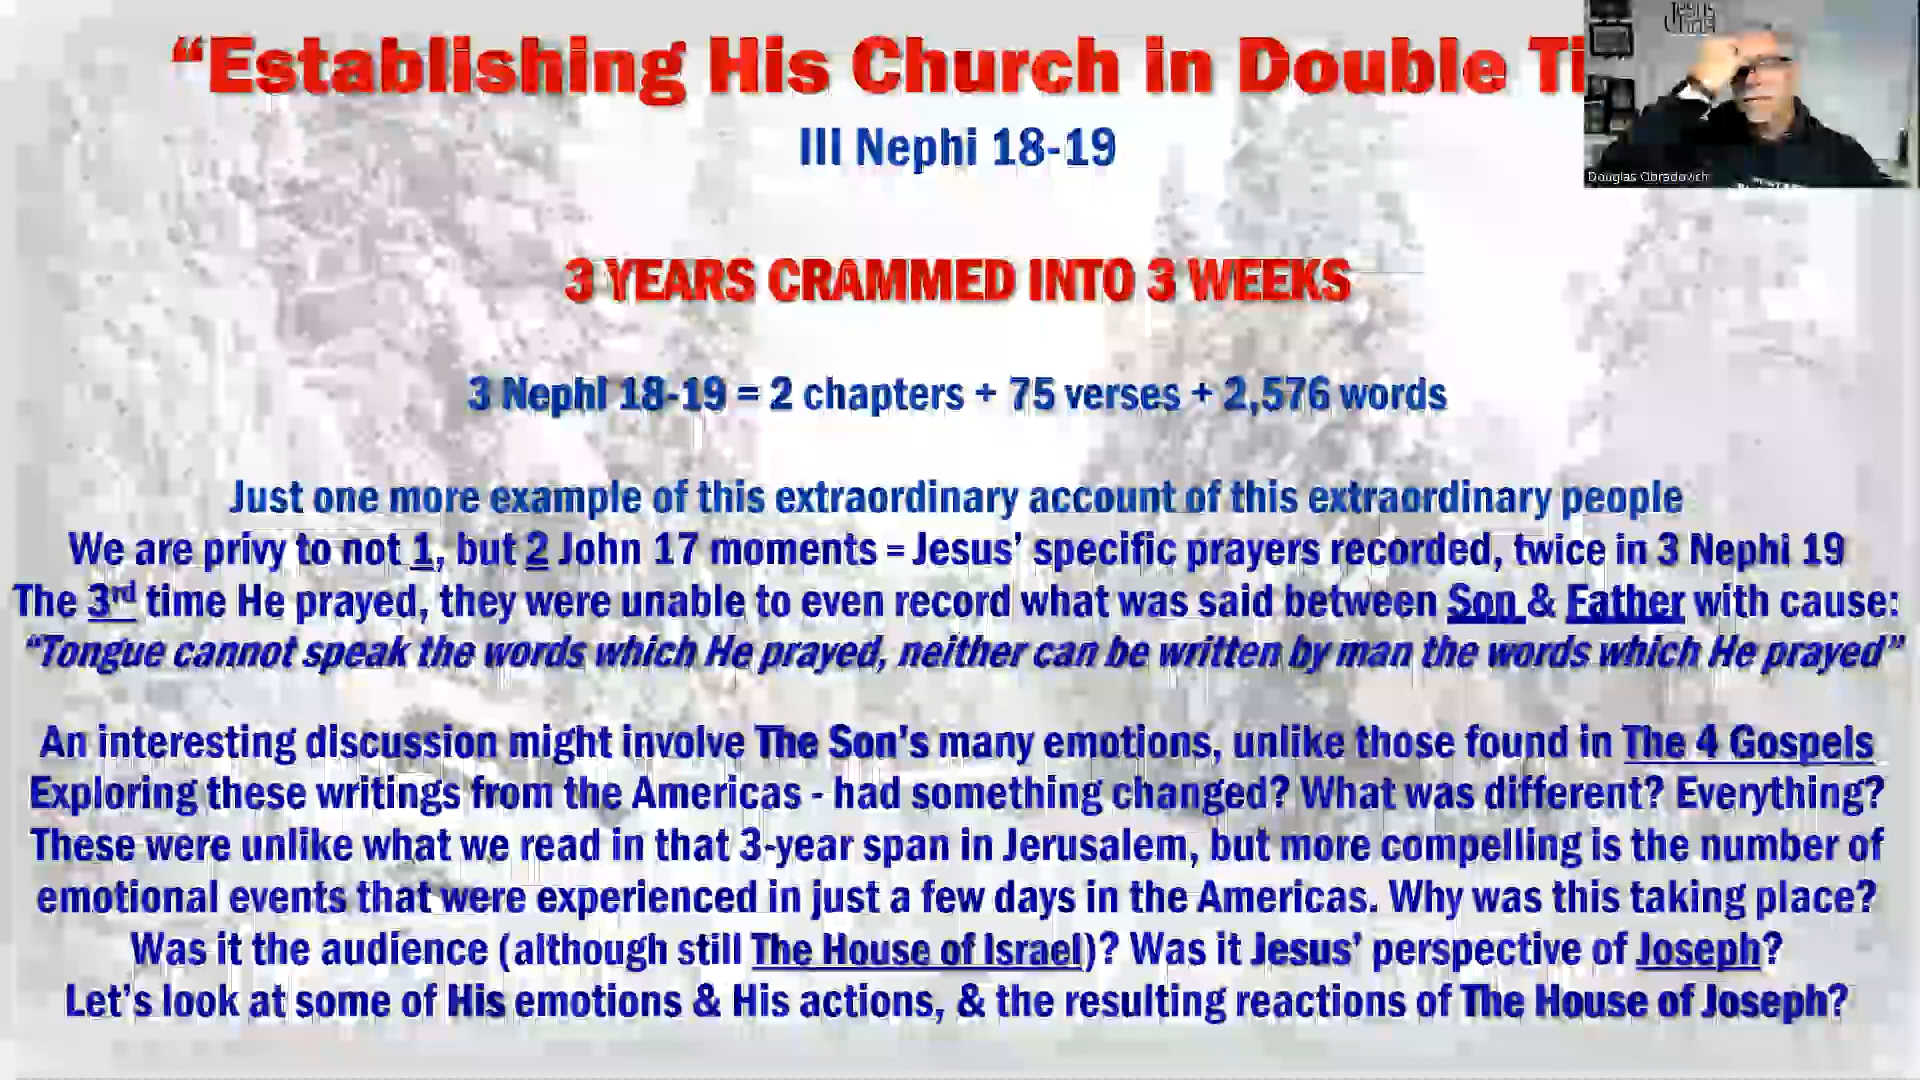 “Establishing His Church in Double Ti
III Nephi 18-19
3 YEARS CRAMMED INTO 3 WEEKS
3 Nephi 18-19 = 2 chapters + 75 verses + 2,576 words
Just one more example of this extraordinary account of this extraordinary people
We are privy to not 1, but 2 John 17 moments = Jesus’ specific prayers recorded, twice in 3 Nephi 19
The 3rd time He prayed, they were unable to even record what was said between Son & Father with cause:
“Tongue cannot speak the words which He prayed, neither can be written by man the words which He prayed”
An interesting discussion might involve The Son’s many emotions, unlike those found in The 4 Gospels
Exploring these writings from the Americas - had something changed? What was different? Everything?
These were unlike what we read in that 3-year span in Jerusalem, but more compelling is the number of
emotional events that were experienced in just a few days in the Americas. Why was this taking place?
Was it the audience (although still The House of Israel)? Was it Jesus’ perspective of Joseph?
Let’s look at some of His emotions & His actions, & the resulting reactions of The House of Joseph?
Jesus
Christ
Douglas Obradovich